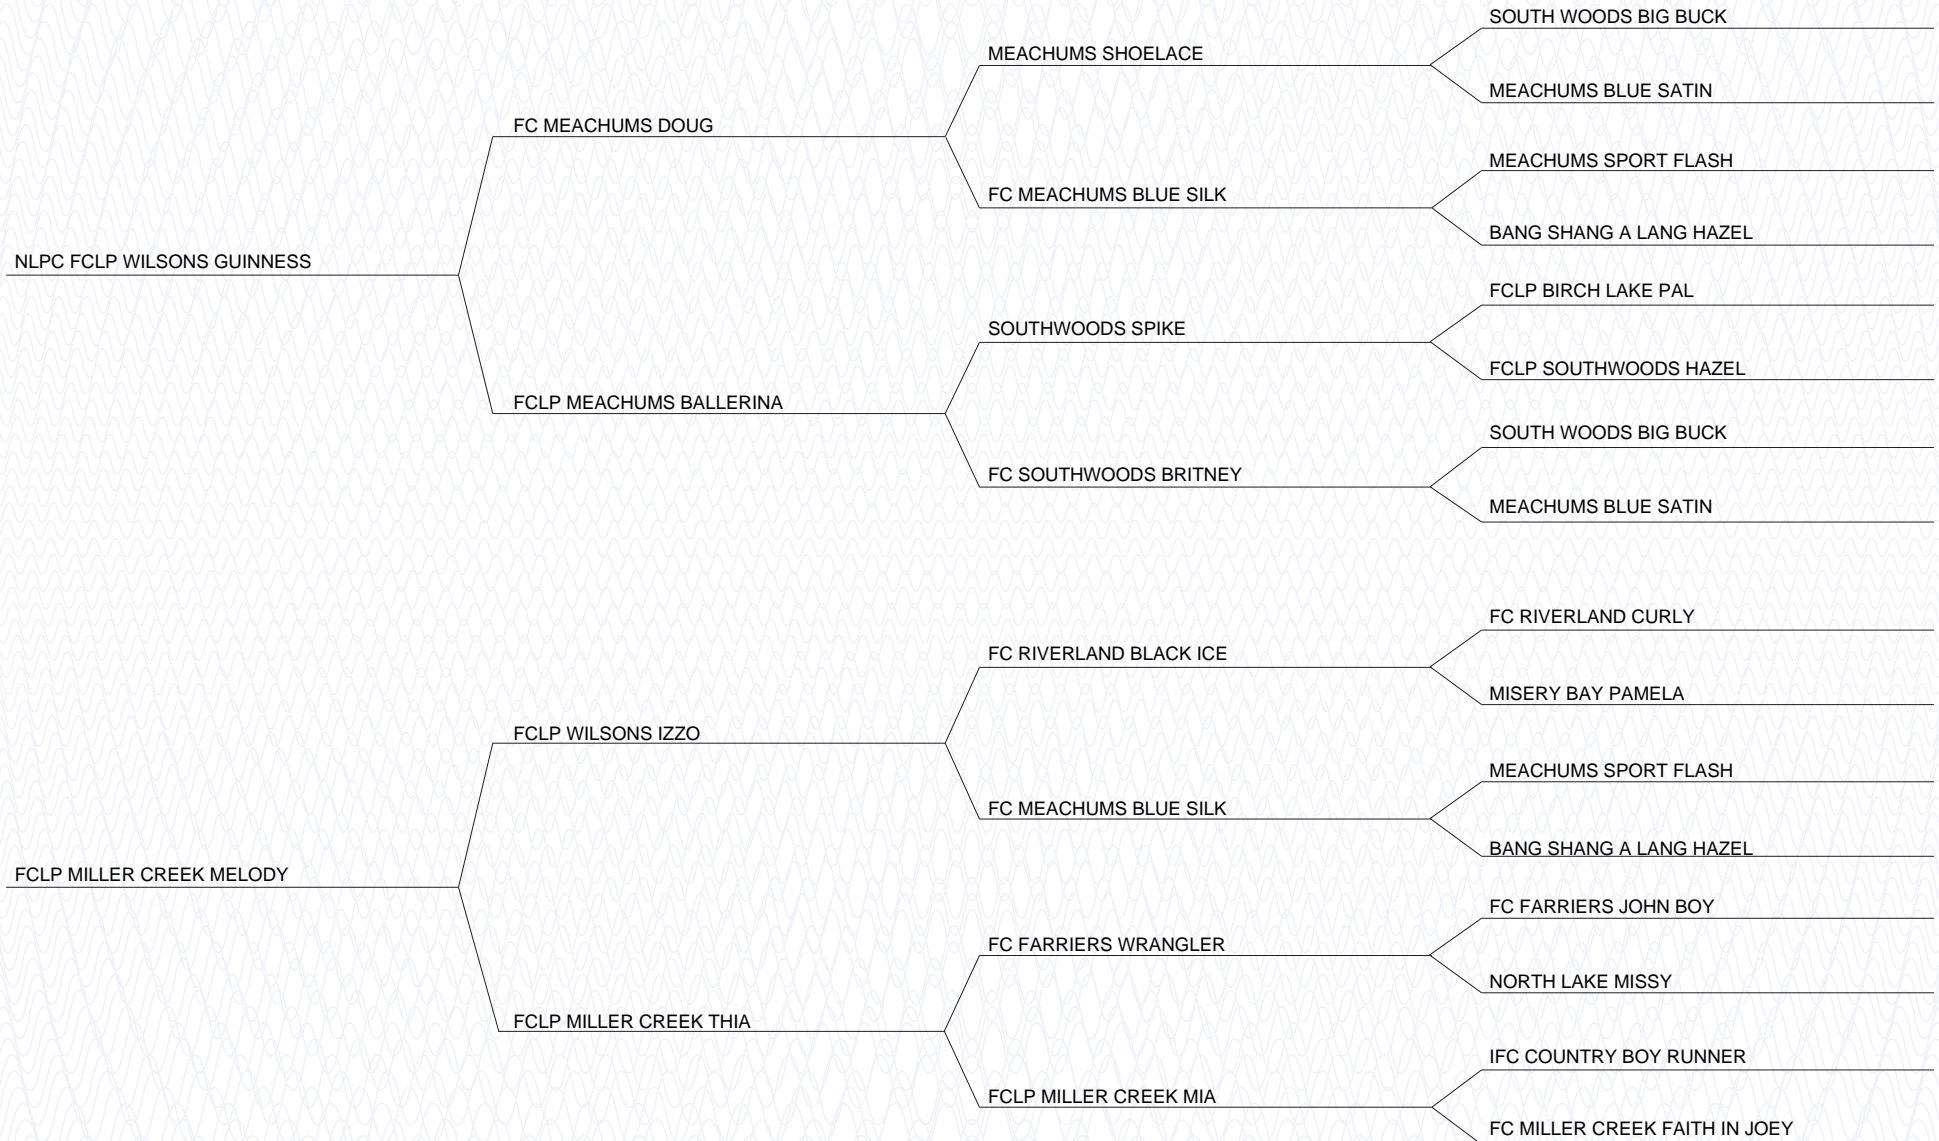 SOUTH WOODS BIG BUCK
MEACHUMS SHOELACE
MEACHUMS BLUE SATIN
FC MEACHUMS DOUG
MEACHUMS SPORT FLASH
FC MEACHUMS BLUE SILK
BANG SHANG A LANG HAZEL
NLPC FCLP WILSONS GUINNESS
FCLP BIRCH LAKE PAL
SOUTHWOODS SPIKE
FCLP SOUTHWOODS HAZEL
FCLP MEACHUMS BALLERINA
SOUTH WOODS BIG BUCK
FC SOUTHWOODS BRITNEY
MEACHUMS BLUE SATIN
FC RIVERLAND CURLY
FC RIVERLAND BLACK ICE
MISERY BAY PAMELA
FCLP WILSONS IZZO
MEACHUMS SPORT FLASH
FC MEACHUMS BLUE SILK
BANG SHANG A LANG HAZEL
FCLP MILLER CREEK MELODY
FC FARRIERS JOHN BOY
FC FARRIERS WRANGLER
NORTH LAKE MISSY
FCLP MILLER CREEK THIA
IFC COUNTRY BOY RUNNER
FCLP MILLER CREEK MIA
FC MILLER CREEK FAITH IN JOEY